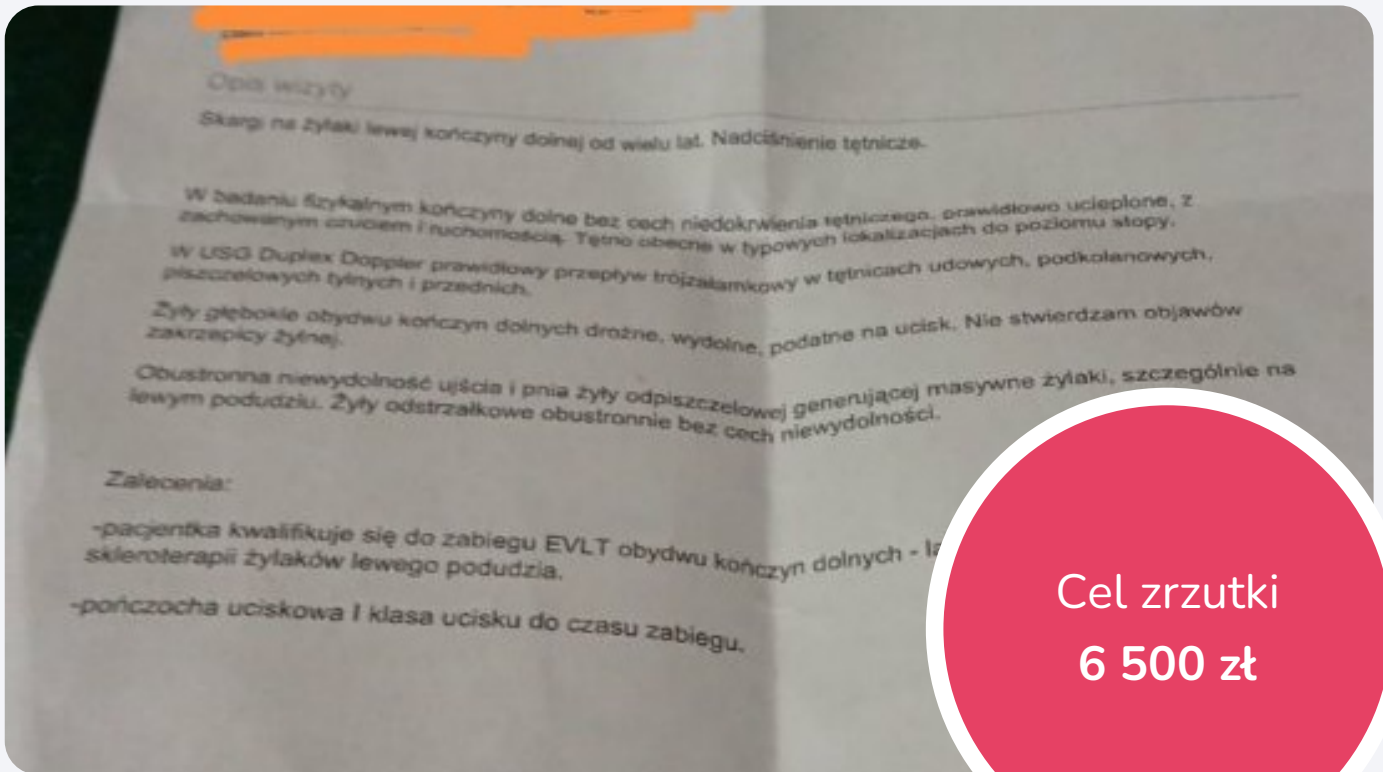 Opis wizyty
Skargi na żylaki lewej kończyny dolnej od wielu lat. Nadciśnienie tętnicze.
W badaniu fizykalnym kończyny dolne bez cech niedokrwienia tętniczego, prawidłowo ucieplone, z
zachowanym czuciem i ruchomością. Tętno obecne w typowych lokalizacjach do poziomu stopy.
W USG Duplex Doppler prawidłowy przepływ trójzałamkowy w tętnicach udowych, podkolanowych,
piszczelowych tylnych i przednich.
Żyły głębokie obydwu kończyn dolnych drożne, wydolne, podatne na ucisk. Nie stwierdzam objawów
zakrzepicy żylnej.
Obustronna niewydolność ujścia i pnia żyły odpiszczelowej generującej masywne żylaki, szczególnie na
lewym podudziu. Żyły odstrzałkowe obustronnie bez cech niewydolności.
Zalecenia:
-pacjentka kwalifikuje się do zabiegu EVLT obydwu kończyn dolnych -
skleroterapii żylaków lewego podudzia.
-pończocha uciskowa I klasa ucisku do czasu zabiegu.
Cel zrzutki
6 500 zł